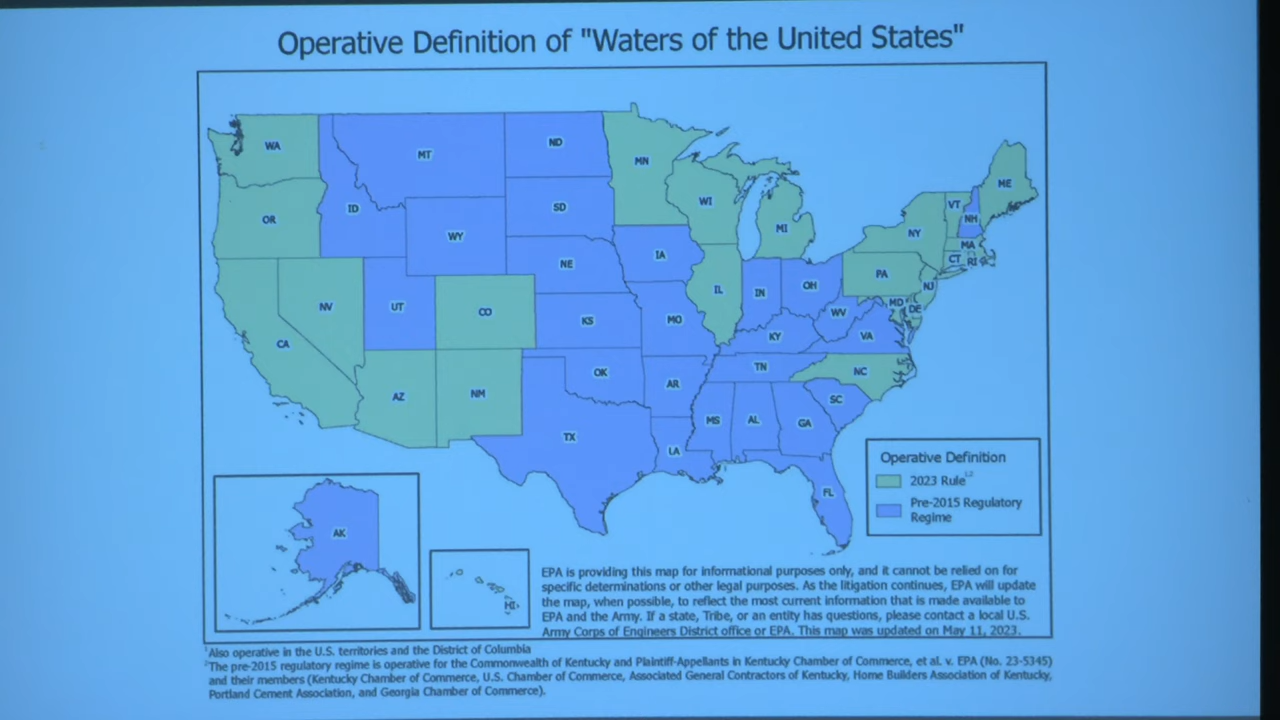 Operative Definition of "Waters of the United States"
WA
MT
ND
MN
ME
OR
ID
SD
WI
VT
NH
WY
MI
NY
MA
NE
IA
CT
RI
PA
NV
UT
CO
IL
IN
OH
NJ
MD
DE
KS
MO
WV
VA
CA
KY
OK
TN
NC
AZ
NM
AR
SC
TX
MS
AL
GA
LA
FL
AK
HI
Operative Definition
2023 Rule1,2
Pre-2015 Regulatory
Regime
EPA is providing this map for informational purposes only, and it cannot be relied on for
specific determinations or other legal purposes. As the litigation continues, EPA will update
the map, when possible, to reflect the most current information that is made available to
EPA and the Army. If a state, Tribe, or an entity has questions, please contact a local U.S.
Army Corps of Engineers District office or EPA. This map was updated on May 11, 2023.
1Also operative in the U.S. territories and the District of Columbia
2The pre-2015 regulatory regime is operative for the Commonwealth of Kentucky and Plaintiff-Appellants in Kentucky Chamber of Commerce, et al. v. EPA (No. 23-5345)
and their members (Kentucky Chamber of Commerce, U.S. Chamber of Commerce, Associated General Contractors of Kentucky, Home Builders Association of Kentucky,
Portland Cement Association, and Georgia Chamber of Commerce).